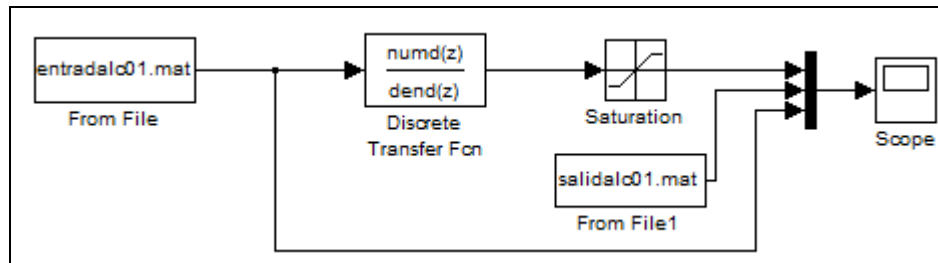 entradalc01.mat
From File
numd(z)
dend(z)
Discrete
Transfer Fcn
Saturation
salidalc01.mat
From File1
Scope